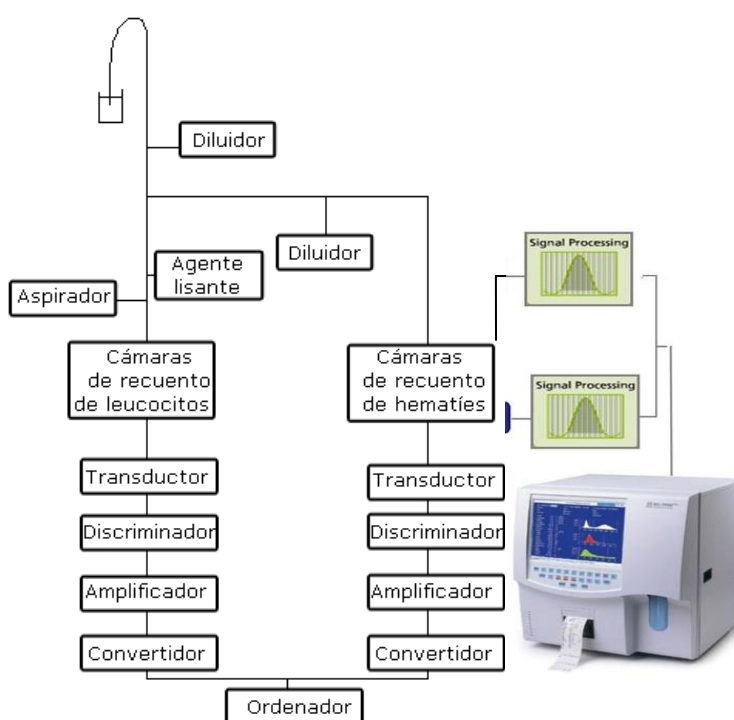 Diluidor
Diluidor
Agente
lisante
Aspirador
Cámaras
de recuento
de leucocitos
Cámaras
de recuento
de hematíes
Signal Processing
Signal Processing
Transductor
Transductor
Discriminador
Discriminador
Amplificador
Amplificador
Convertidor
Convertidor
Ordenador